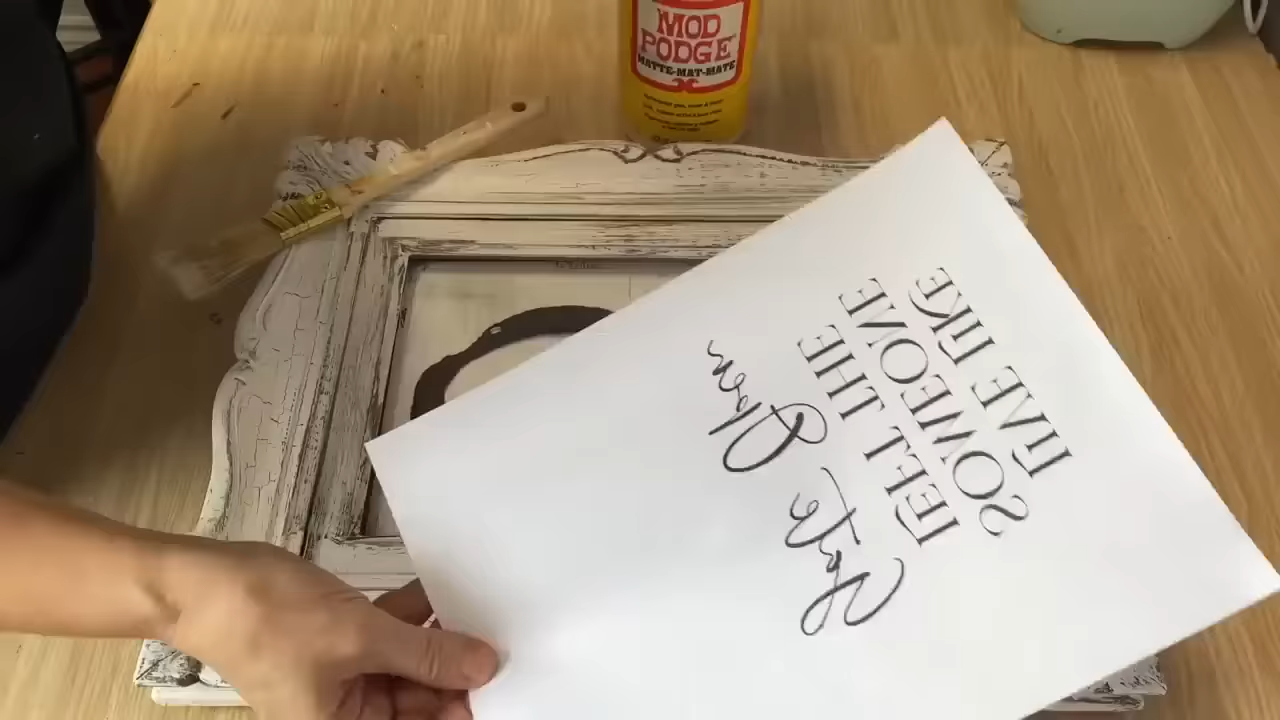 MOD
PODGE
MATTE-MAT-MATE
LIVE LIKE
SOMEONE
LEFT THE
Gate Open